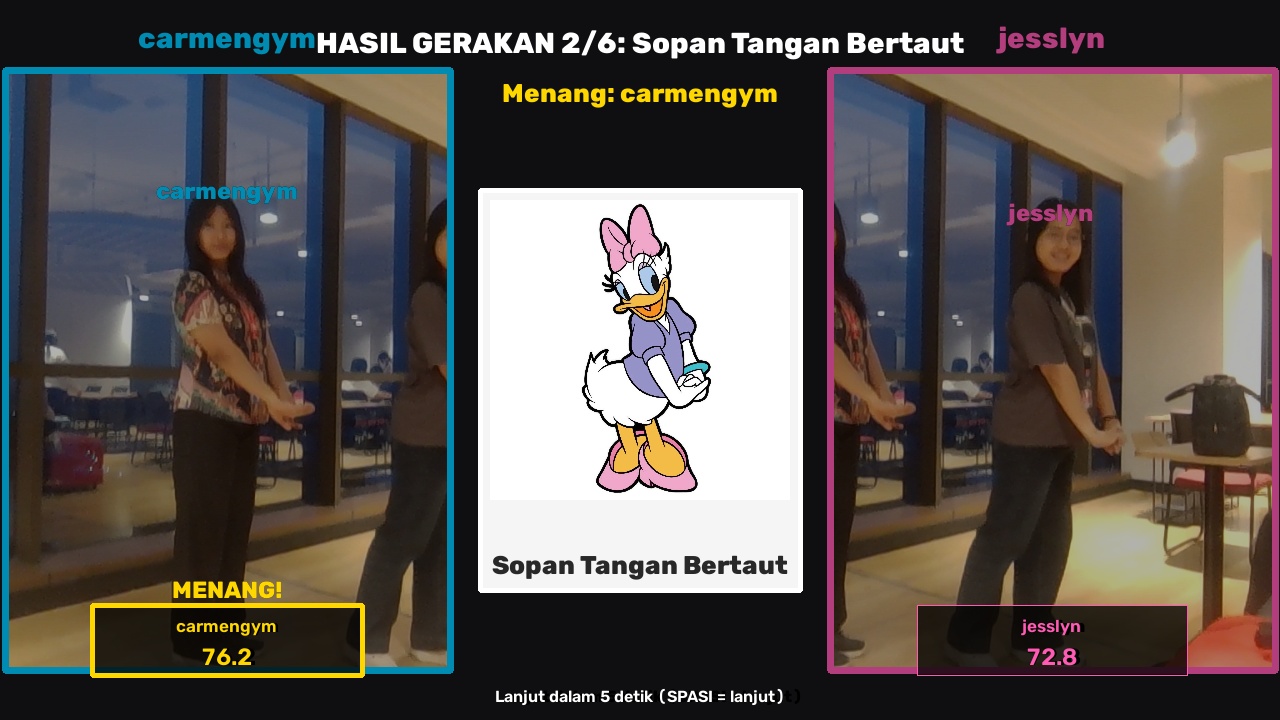 carmengym
HASIL GERAKAN 2/6: Sopan Tangan Bertaut
jesslyn
Menang: carmengym
carmengym
jesslyn
Sopan Tangan Bertaut
MENANG!
carmengym
76.2
jesslyn
72.8
Lanjut dalam 5 detik (SPASI = lanjut)